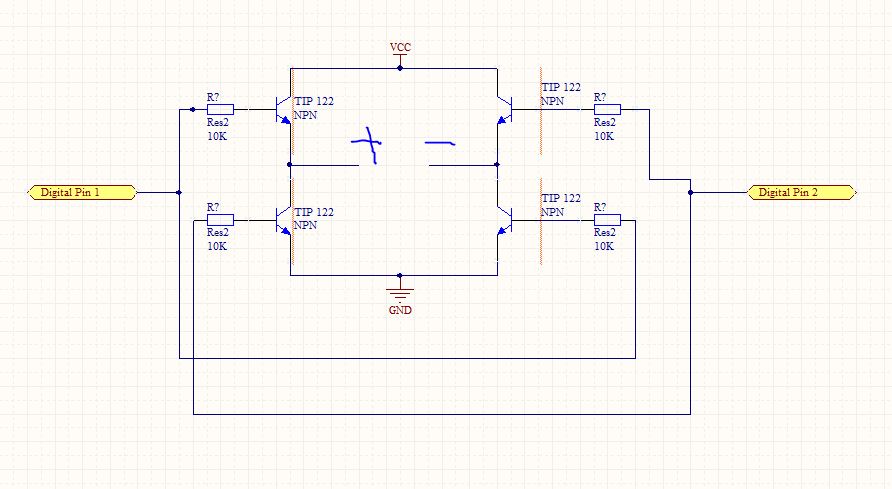 VCC
R?
Res2
10K
TIP 122
NPN
TIP 122
NPN
R?
Res2
10K
+ −
Digital Pin 1
Digital Pin 2
R?
Res2
10K
TIP 122
NPN
TIP 122
NPN
R?
Res2
10K
GND